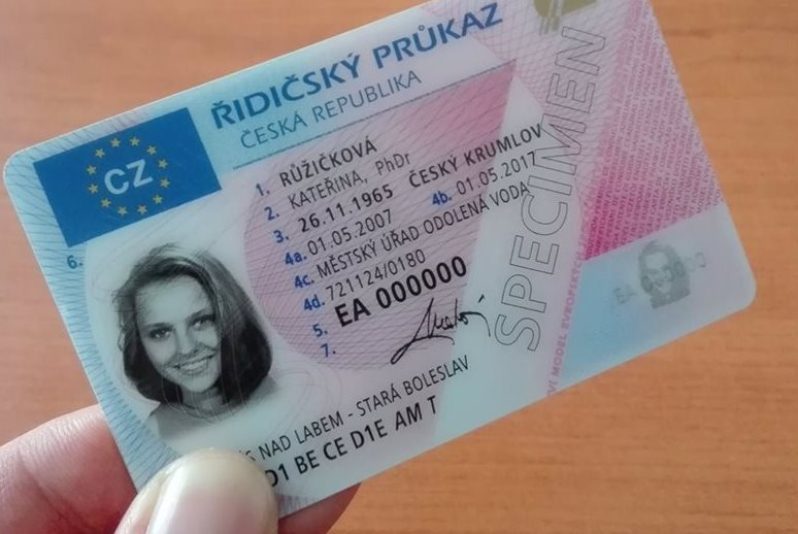 ŘIDIČSKÝ PRŮKAZ
ČESKÁ REPUBLIKA
CZ
1. RŮŽIČKOVÁ
2. KATEŘINA, PhDr
3. 26.11.1965 ČESKÝ KRUMLOV
4a. 01.05.2007 4b. 01.05.2017
4c. MĚSTSKÝ ÚŘAD ODOLENÁ VODA
4d. 721124/0180
5. EA 000000
6.
7.
NAD LABEM - STARÁ BOLESLAV
D1 BE CE D1E AM T
SPECIMEN